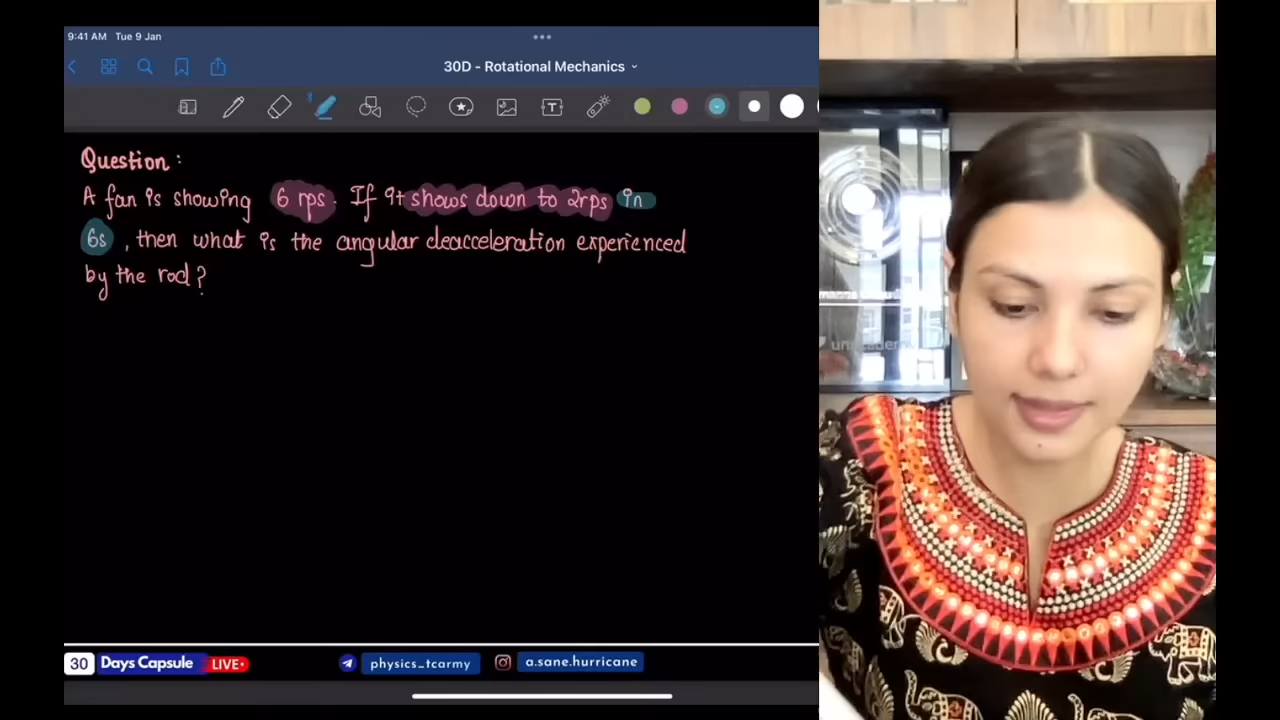 9:41 AM Tue 9 Jan
30D - Rotational Mechanics
Question :
A fan is showing 6 rps. If it shows down to 2rps in
6s, then what is the angular deacceleration experienced
by the rod?
30 Days Capsule LIVE
physics_tcarmy
a.sane.hurricane